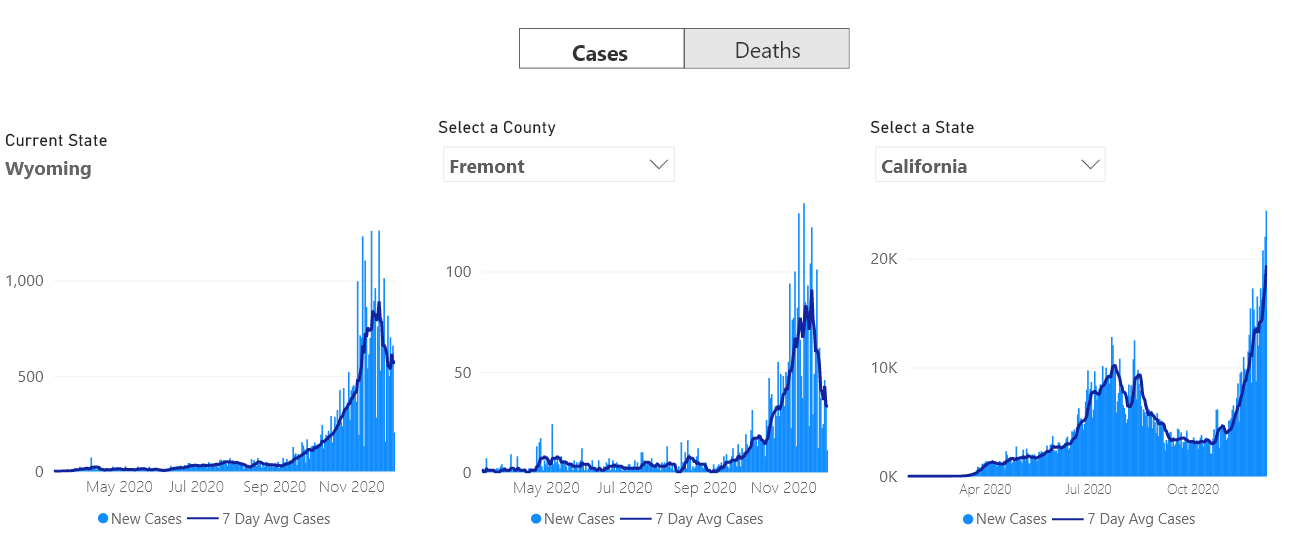 Cases Deaths
Current State
Wyoming
Select a County
Fremont
Select a State
California
1,000
500
0
May 2020 Jul 2020 Sep 2020 Nov 2020
New Cases 7 Day Avg Cases
100
50
0
May 2020 Jul 2020 Sep 2020 Nov 2020
New Cases 7 Day Avg Cases
20K
10K
0K
Apr 2020 Jul 2020 Oct 2020
New Cases 7 Day Avg Cases